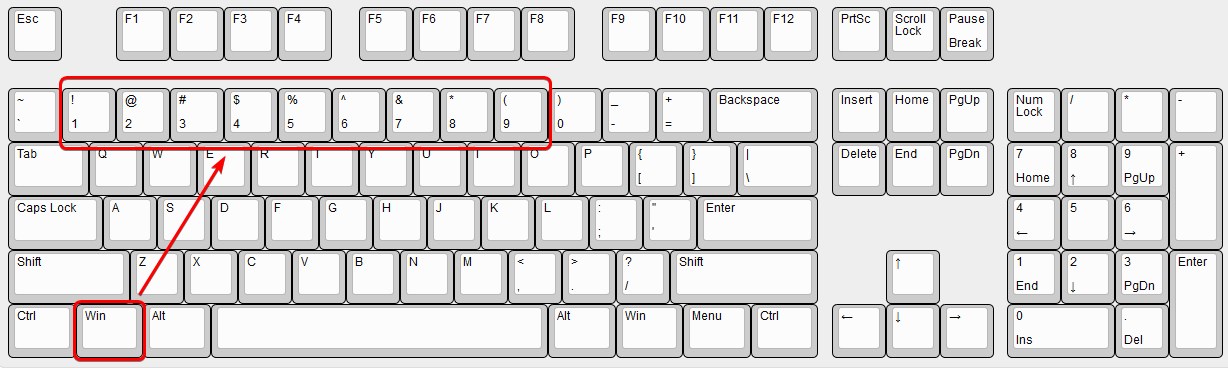 Esc F1 F2 F3 F4 F5 F6 F7 F8 F9 F10 F11 F12 PrtSc Scroll Lock Pause Break
~ ! @ # $ % ^ & * ( ) _ + Backspace Insert Home PgUp Num Lock / * -
` 1 2 3 4 5 6 7 8 9 0 - =
Tab Q W E R T Y U I O P { } | Delete End PgDn 7 8 9 +
[ ] \ Home ↑ PgUp
Caps Lock A S D F G H J K L : " Enter 4 5 6
; ' ← →
Shift Z X C V B N M < > ? Shift ↑ 1 2 3 Enter
, . / End ↓ PgDn
Ctrl Win Alt Alt Win Menu Ctrl ← ↓ → 0 .
Ins Del